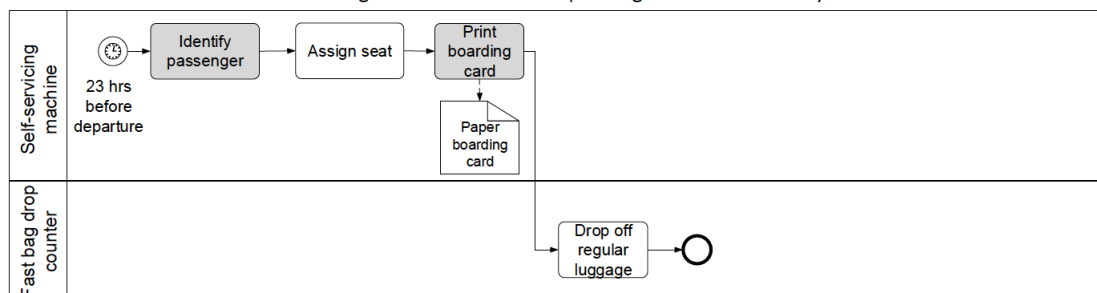 Self-servicing
machine
23 hrs
before
departure
Identify
passenger
Assign seat
Print
boarding
card
Paper
boarding
card
Fast bag drop
counter
Drop off
regular
luggage